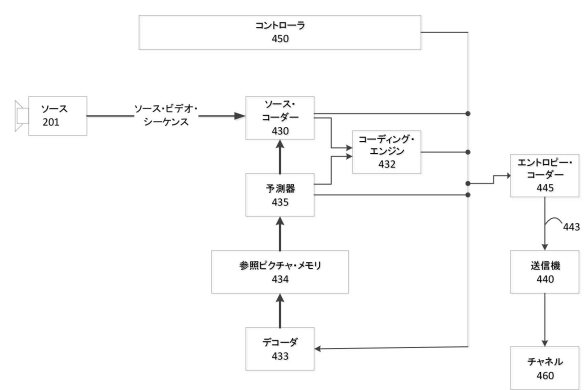 コントローラ
450
ソース
201
ソース・ビデオ・
シーケンス
ソース・
コーダー
430
コーディング・
エンジン
432
エントロピー・
コーダー
445
予測器
435
443
参照ピクチャ・メモリ
434
送信機
440
デコーダ
433
チャネル
460